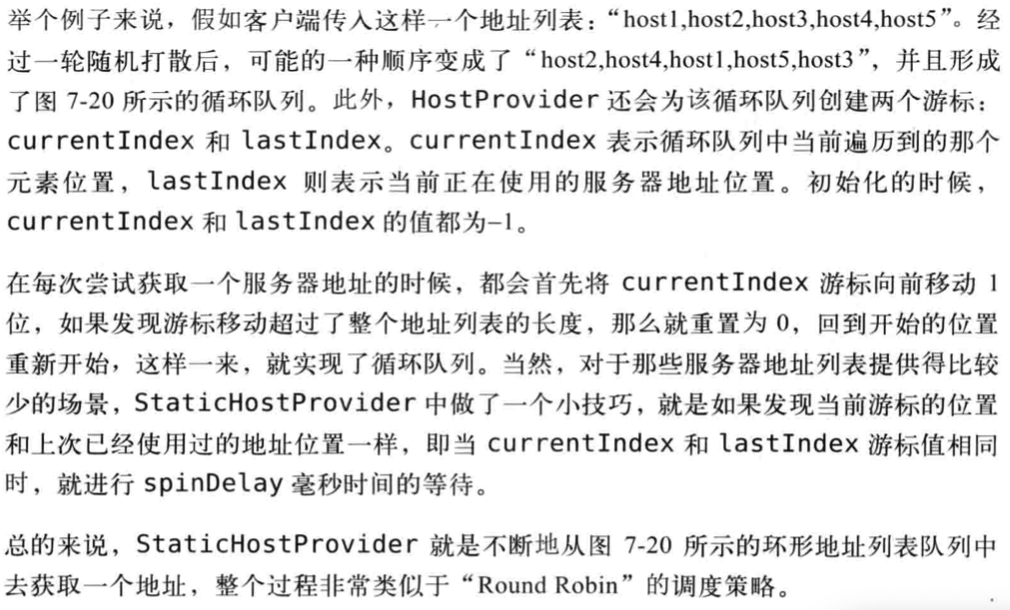 举个例子来说，假如客户端传入这样一个地址列表：“host1,host2,host3,host4,host5”。经
过一轮随机打散后，可能的一种顺序变成了“host2,host4,host1,host5,host3”，并且形成
了图 7-20 所示的循环队列。此外，HostProvider 还会为该循环队列创建两个游标：
currentIndex 和 lastIndex。currentIndex 表示循环队列中当前遍历到的那个
元素位置，lastIndex 则表示当前正在使用的服务器地址位置。初始化的时候，
currentIndex 和 lastIndex 的值都为–1。
在每次尝试获取一个服务器地址的时候，都会首先将 currentIndex 游标向前移动 1
位，如果发现游标移动超过了整个地址列表的长度，那么就重置为 0，回到开始的位置
重新开始，这样一来，就实现了循环队列。当然，对于那些服务器地址列表提供得比较
少的场景，StaticHostProvider 中做了一个小技巧，就是如果发现当前游标的位置
和上次已经使用过的地址位置一样，即当 currentIndex 和 lastIndex 游标值相同
时，就进行 spinDelay 毫秒时间的等待。
总的来说，StaticHostProvider 就是不断地从图 7-20 所示的环形地址列表队列中
去获取一个地址，整个过程非常类似于“Round Robin”的调度策略。